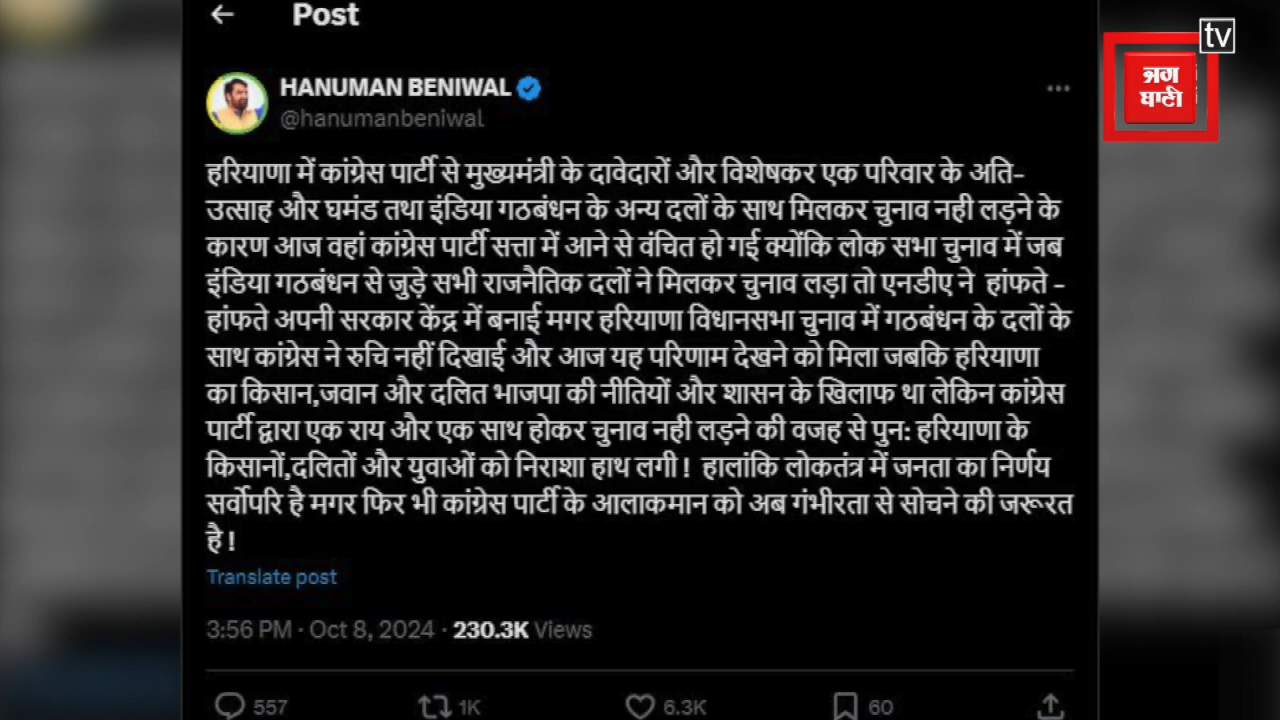 Post
tv
जग
बाणी
HANUMAN BENIWAL
@hanumanbeniwal
हरियाणा में कांग्रेस पार्टी से मुख्यमंत्री के दावेदारों और विशेषकर एक परिवार के अति-
उत्साह और घमंड तथा इंडिया गठबंधन के अन्य दलों के साथ मिलकर चुनाव नही लड़ने के
कारण आज वहां कांग्रेस पार्टी सत्ता में आने से वंचित हो गई क्योंकि लोक सभा चुनाव में जब
इंडिया गठबंधन से जुड़े सभी राजनैतिक दलों ने मिलकर चुनाव लड़ा तो एनडीए ने हांफते -
हांफते अपनी सरकार केंद्र में बनाई मगर हरियाणा विधानसभा चुनाव में गठबंधन के दलों के
साथ कांग्रेस ने रुचि नहीं दिखाई और आज यह परिणाम देखने को मिला जबकि हरियाणा
का किसान,जवान और दलित भाजपा की नीतियों और शासन के खिलाफ था लेकिन कांग्रेस
पार्टी द्वारा एक राय और एक साथ होकर चुनाव नही लड़ने की वजह से पुन: हरियाणा के
किसानों,दलितों और युवाओं को निराशा हाथ लगी ! हालांकि लोकतंत्र में जनता का निर्णय
सर्वोपरि है मगर फिर भी कांग्रेस पार्टी के आलाकमान को अब गंभीरता से सोचने की जरूरत
है !
Translate post
3:56 PM · Oct 8, 2024 · 230.3K Views
557 1K 6.3K 60